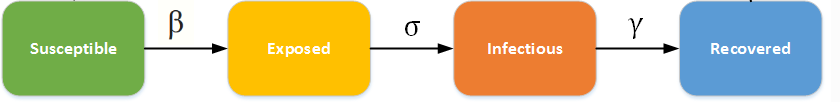 Susceptible β Exposed σ Infectious γ Recovered